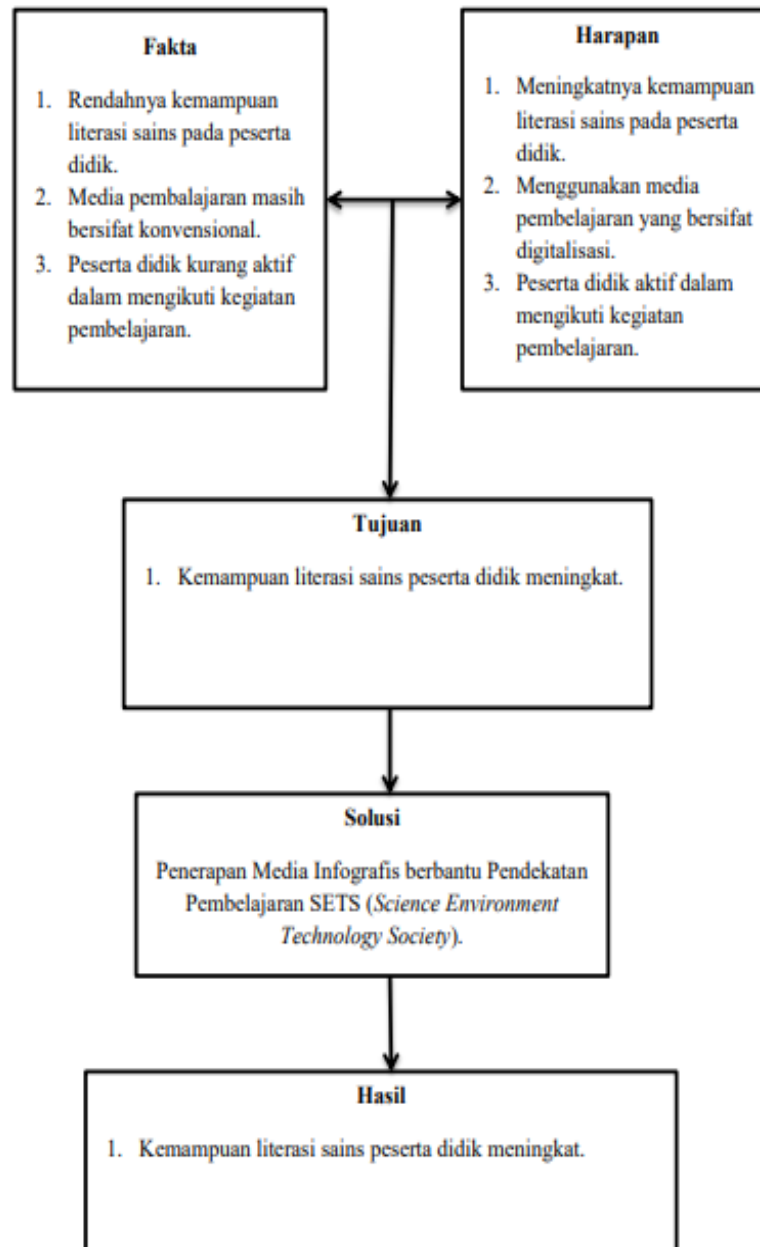 Fakta
1. Rendahnya kemampuan
literasi sains pada peserta
didik.
2. Media pembalajaran masih
bersifat konvensional.
3. Peserta didik kurang aktif
dalam mengikuti kegiatan
pembelajaran.
Harapan
1. Meningkatnya kemampuan
literasi sains pada peserta
didik.
2. Menggunakan media
pembelajaran yang bersifat
digitalisasi.
3. Peserta didik aktif dalam
mengikuti kegiatan
pembelajaran.
Tujuan
1. Kemampuan literasi sains peserta didik meningkat.
Solusi
Penerapan Media Infografis berbantu Pendekatan
Pembelajaran SETS (Science Environment
Technology Society).
Hasil
1. Kemampuan literasi sains peserta didik meningkat.